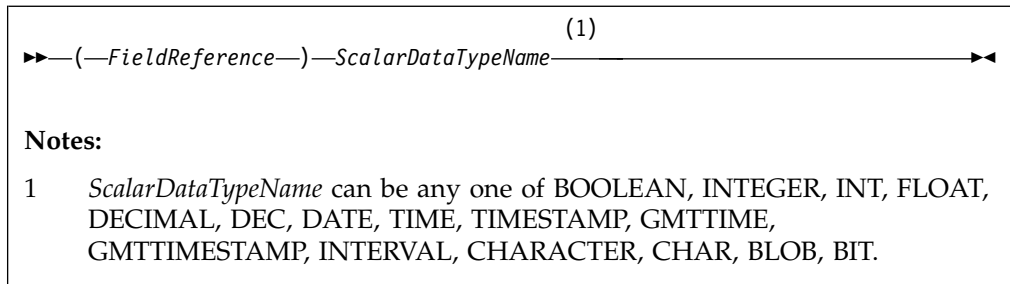 (1)
(FieldReference) ScalarDataTypeName
Notes:
1 ScalarDataTypeName can be any one of BOOLEAN, INTEGER, INT, FLOAT,
DECIMAL, DEC, DATE, TIME, TIMESTAMP, GMTTIME,
GMTTIMESTAMP, INTERVAL, CHARACTER, CHAR, BLOB, BIT.